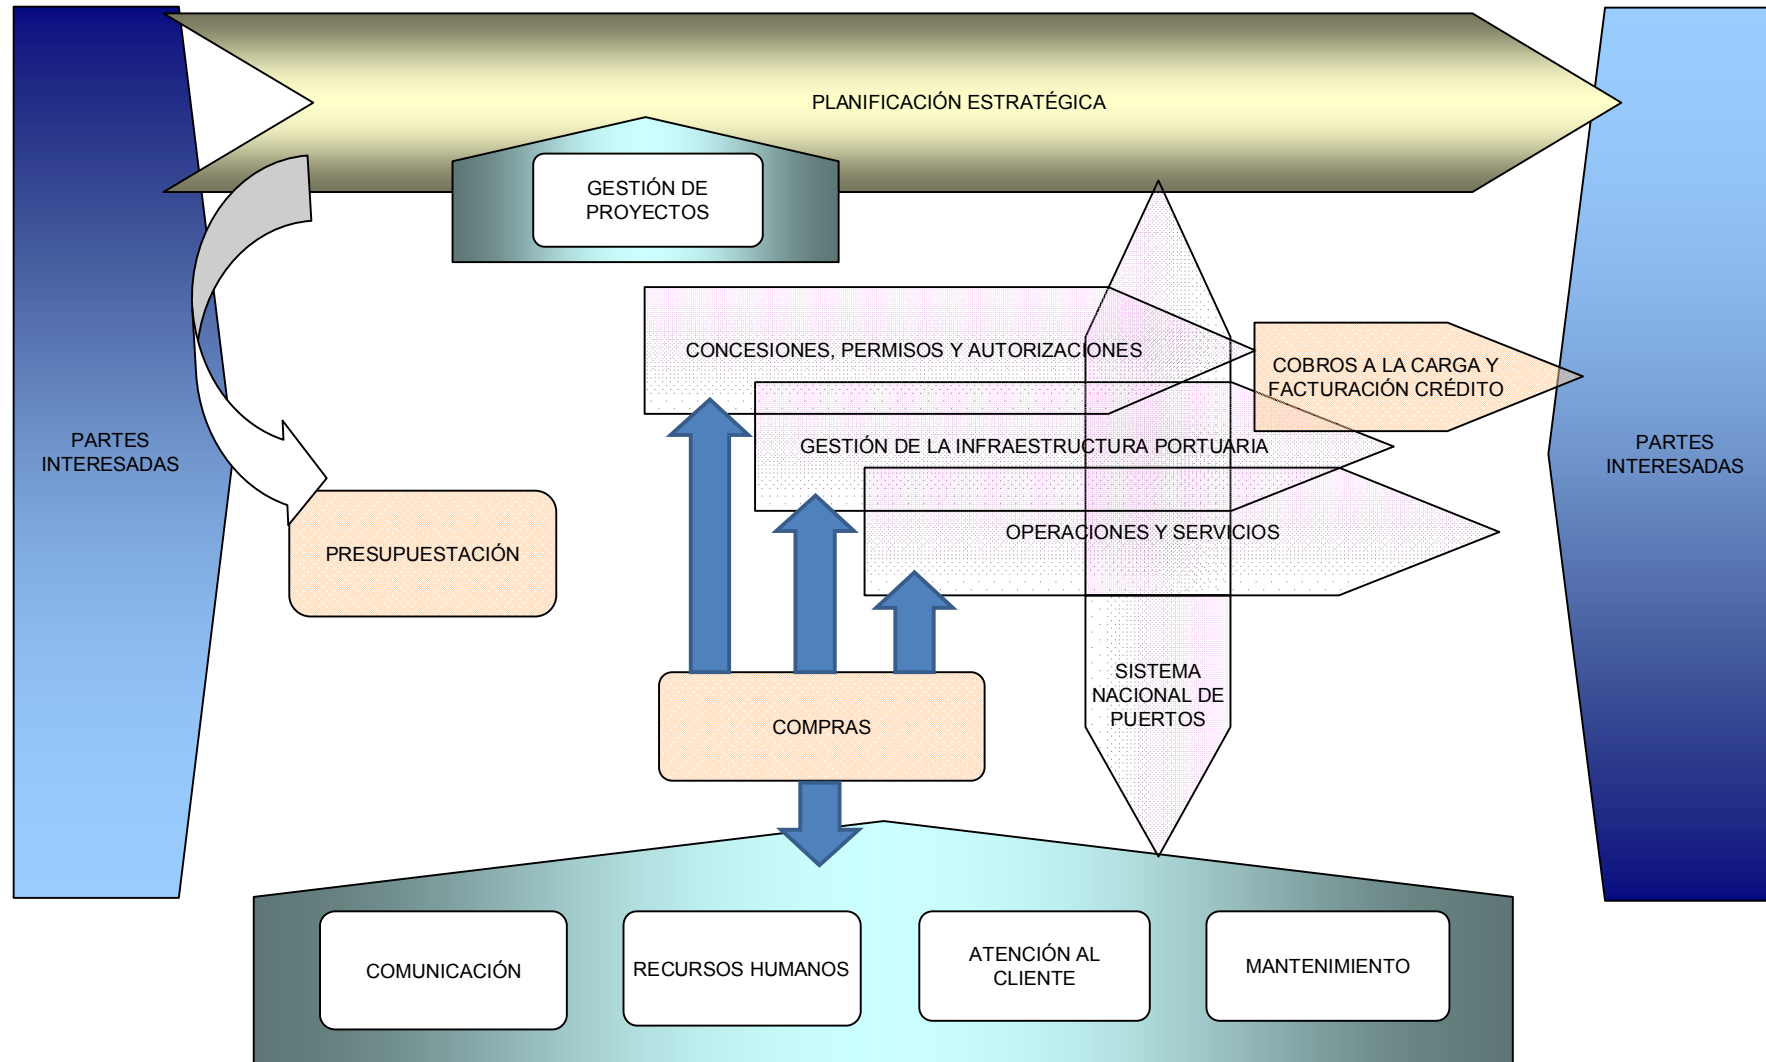 PLANIFICACIÓN ESTRATÉGICA
GESTIÓN DE
PROYECTOS
CONCESIONES, PERMISOS Y AUTORIZACIONES
COBROS A LA CARGA Y
FACTURACIÓN CRÉDITO
PARTES
INTERESADAS
GESTIÓN DE LA INFRAESTRUCTURA PORTUARIA
PARTES
INTERESADAS
OPERACIONES Y SERVICIOS
PRESUPUESTACIÓN
SISTEMA
NACIONAL DE
PUERTOS
COMPRAS
COMUNICACIÓN
RECURSOS HUMANOS
ATENCIÓN AL
CLIENTE
MANTENIMIENTO